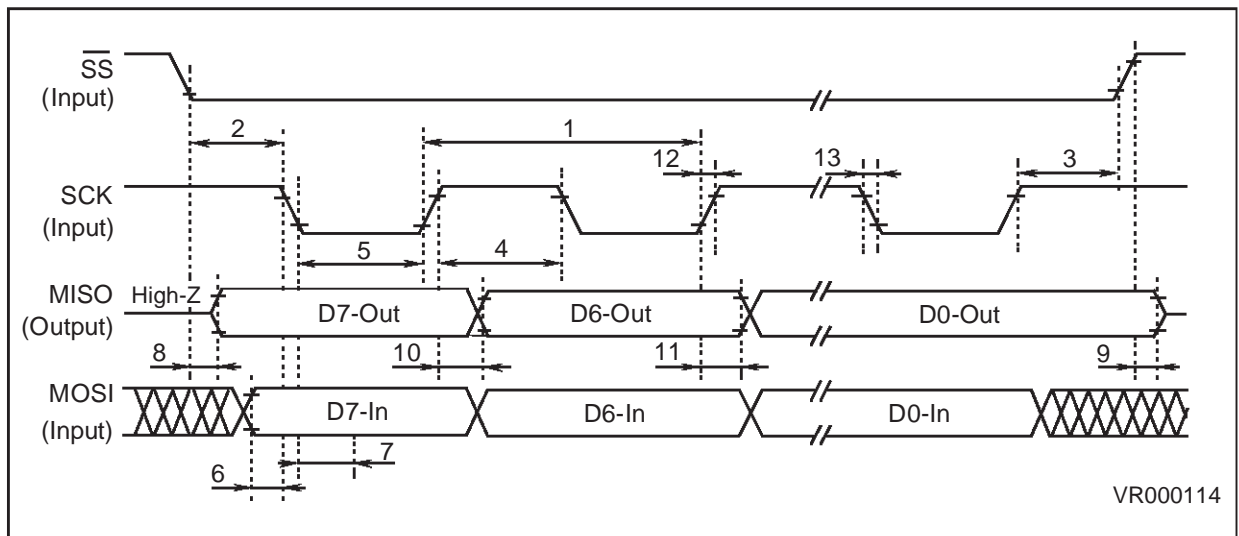 SS
(Input)
2
1
12
13
3
SCK
(Input)
5
4
MISO
High-Z
(Output)
D7-Out
D6-Out
D0-Out
8
10
11
9
MOSI
(Input)
D7-In
D6-In
D0-In
7
6
VR000114